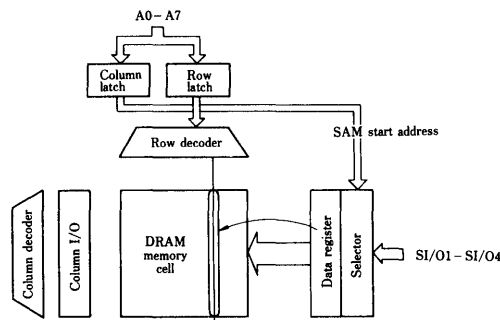 A0–A7
Column
latch
Row
latch
SAM start address
Row decoder
Column decoder
Column I/O
DRAM
memory
cell
Data register
Selector
SI/O1–SI/O4